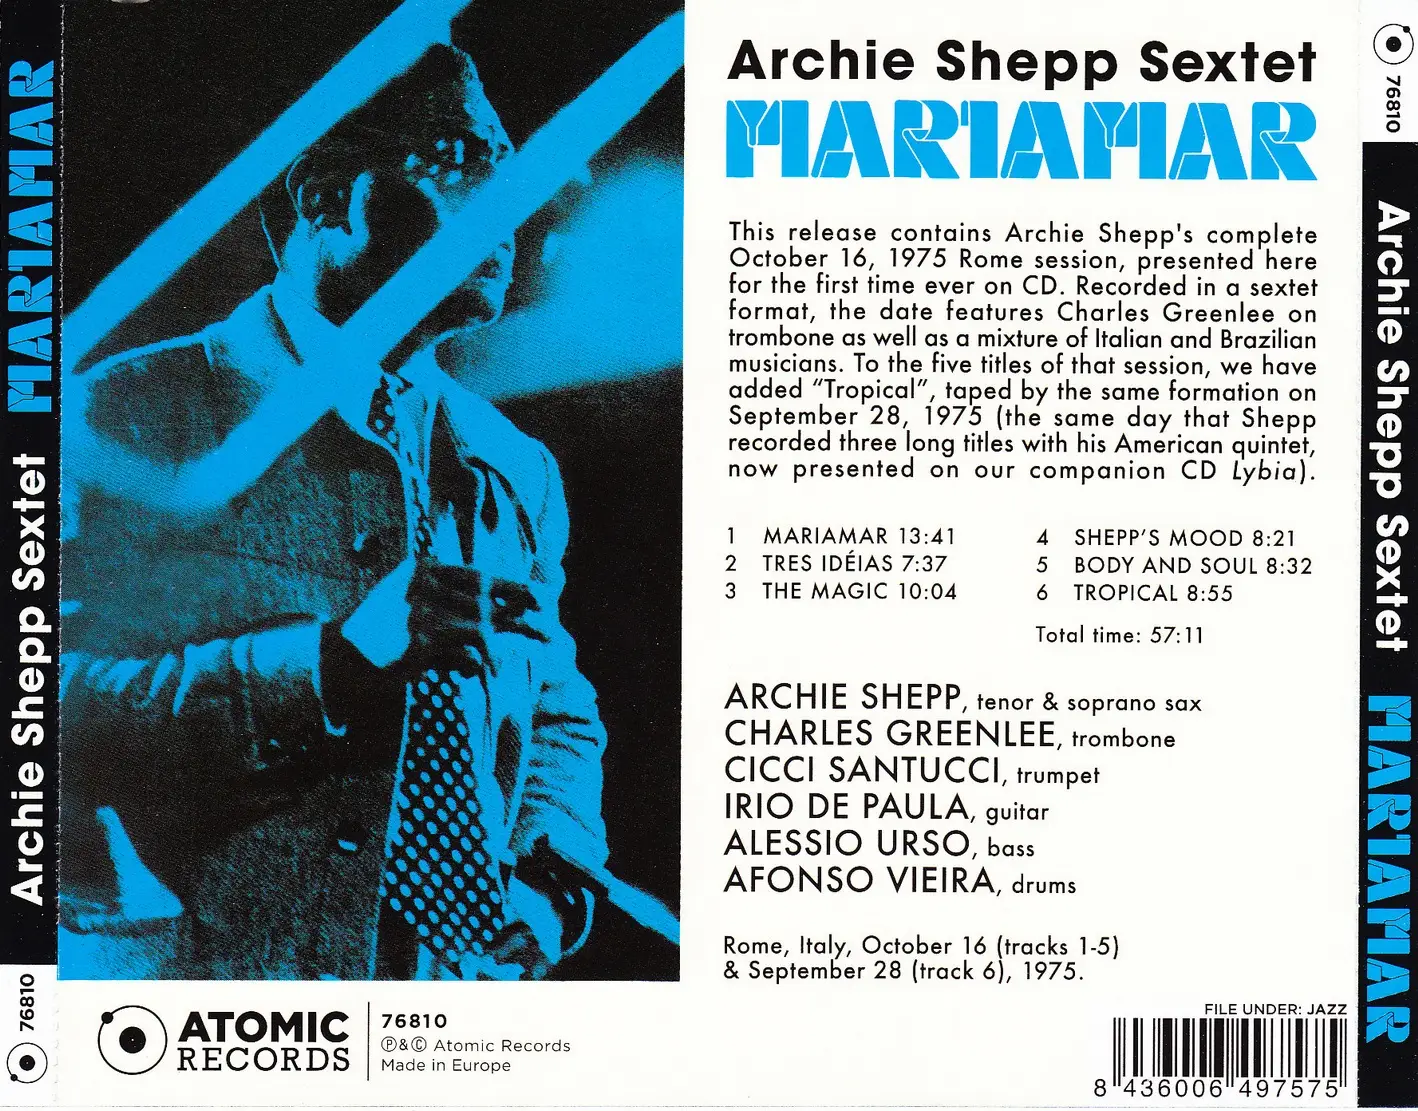 MARIAMAR
Archie Shepp Sextet
76810
Archie Shepp Sextet
MARIAMAR
This release contains Archie Shepp's complete
October 16, 1975 Rome session, presented here
for the first time ever on CD. Recorded in a sextet
format, the date features Charles Greenlee on
trombone as well as a mixture of Italian and Brazilian
musicians. To the five titles of that session, we have
added “Tropical”, taped by the same formation on
September 28, 1975 (the same day that Shepp
recorded three long titles with his American quintet,
now presented on our companion CD Lybia).
1 MARIAMAR 13:41
2 TRES IDÉIAS 7:37
3 THE MAGIC 10:04
4 SHEPP’S MOOD 8:21
5 BODY AND SOUL 8:32
6 TROPICAL 8:55
Total time: 57:11
ARCHIE SHEPP, tenor & soprano sax
CHARLES GREENLEE, trombone
CICCI SANTUCCI, trumpet
IRIO DE PAULA, guitar
ALESSIO URSO, bass
AFONSO VIEIRA, drums
Rome, Italy, October 16 (tracks 1-5)
& September 28 (track 6), 1975.
ATOMIC
RECORDS
76810
℗&© Atomic Records
Made in Europe
FILE UNDER: JAZZ
8 436006 497575
76810
Archie Shepp Sextet
MARIAMAR